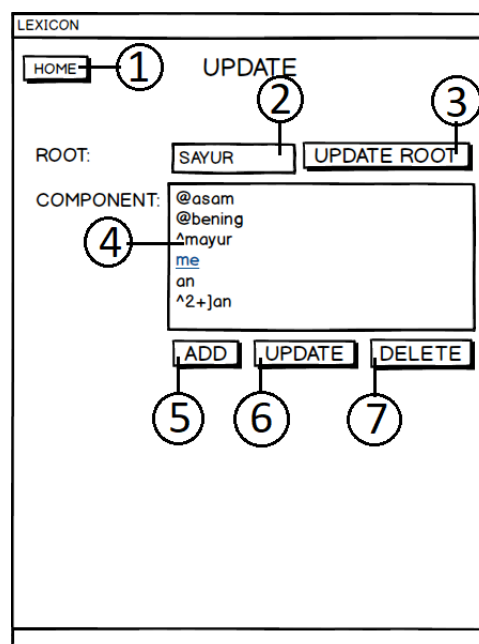 LEXICON
HOME 1 UPDATE
2 3
ROOT: SAYUR UPDATE ROOT
COMPONENT: @asam
@bening
4 ^mayur
me
an
^2+]an
ADD UPDATE DELETE
5 6 7